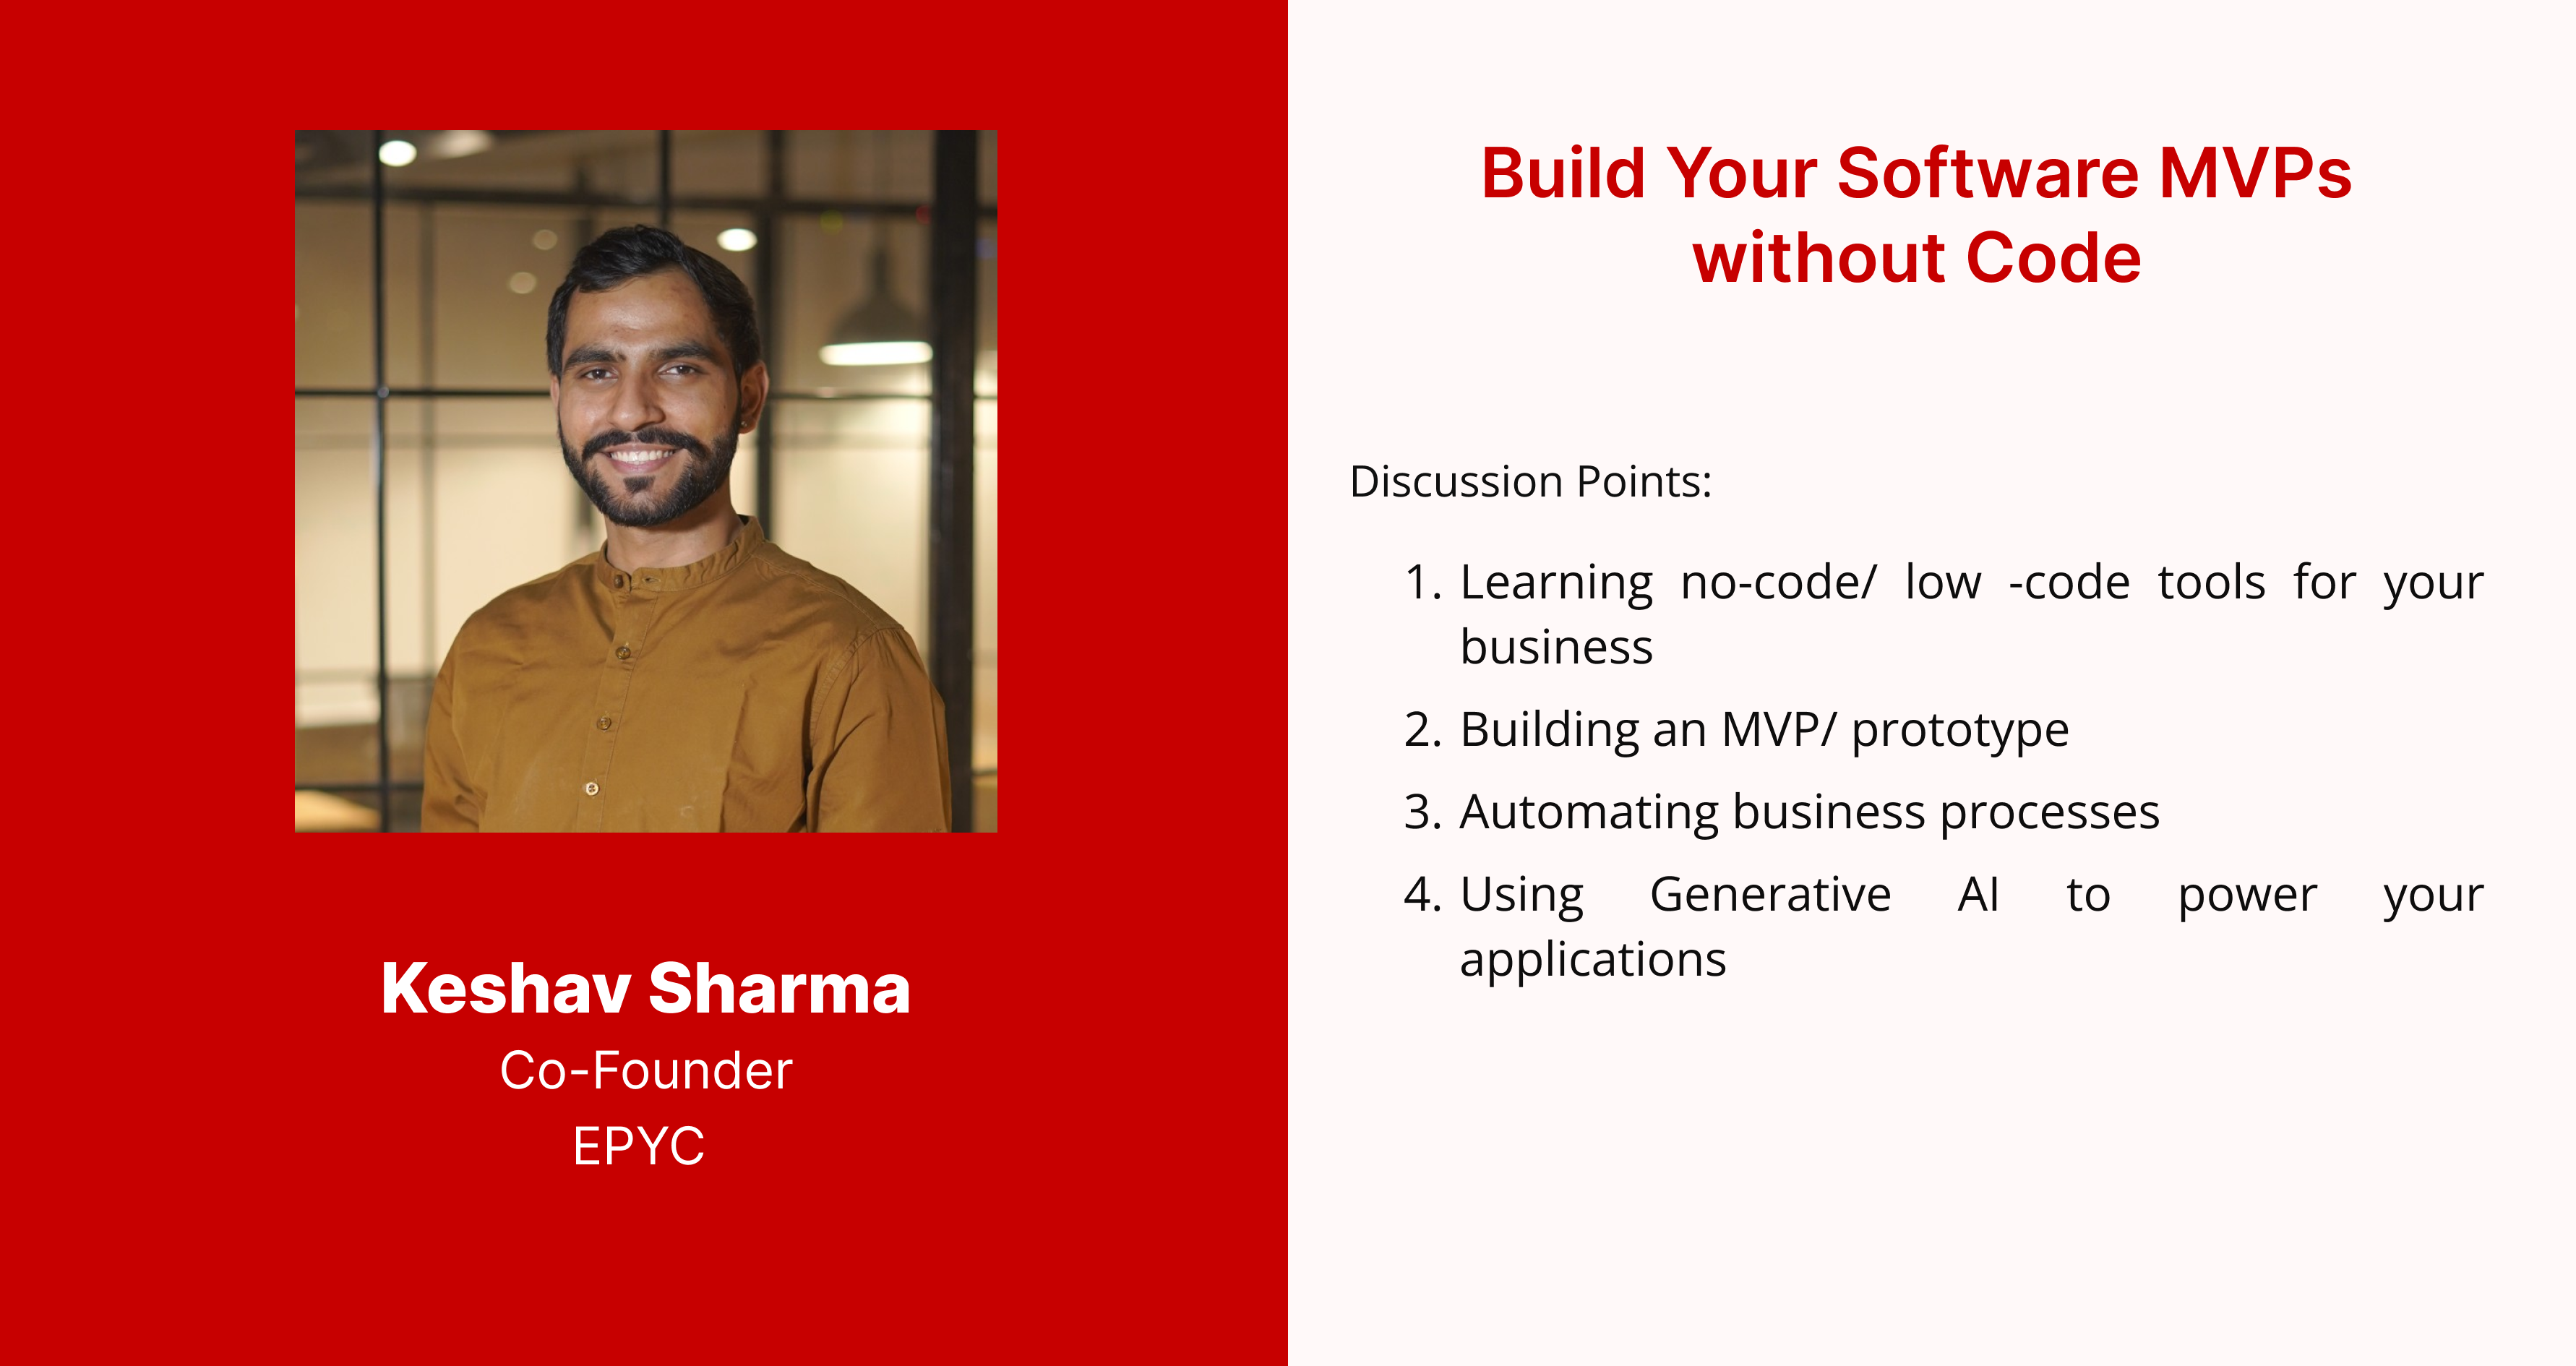 Keshav Sharma
Co-Founder
EPYC
Build Your Software MVPs
without Code
Discussion Points:
1. Learning no-code/ low -code tools for your
business
2. Building an MVP/ prototype
3. Automating business processes
4. Using Generative AI to power your
applications